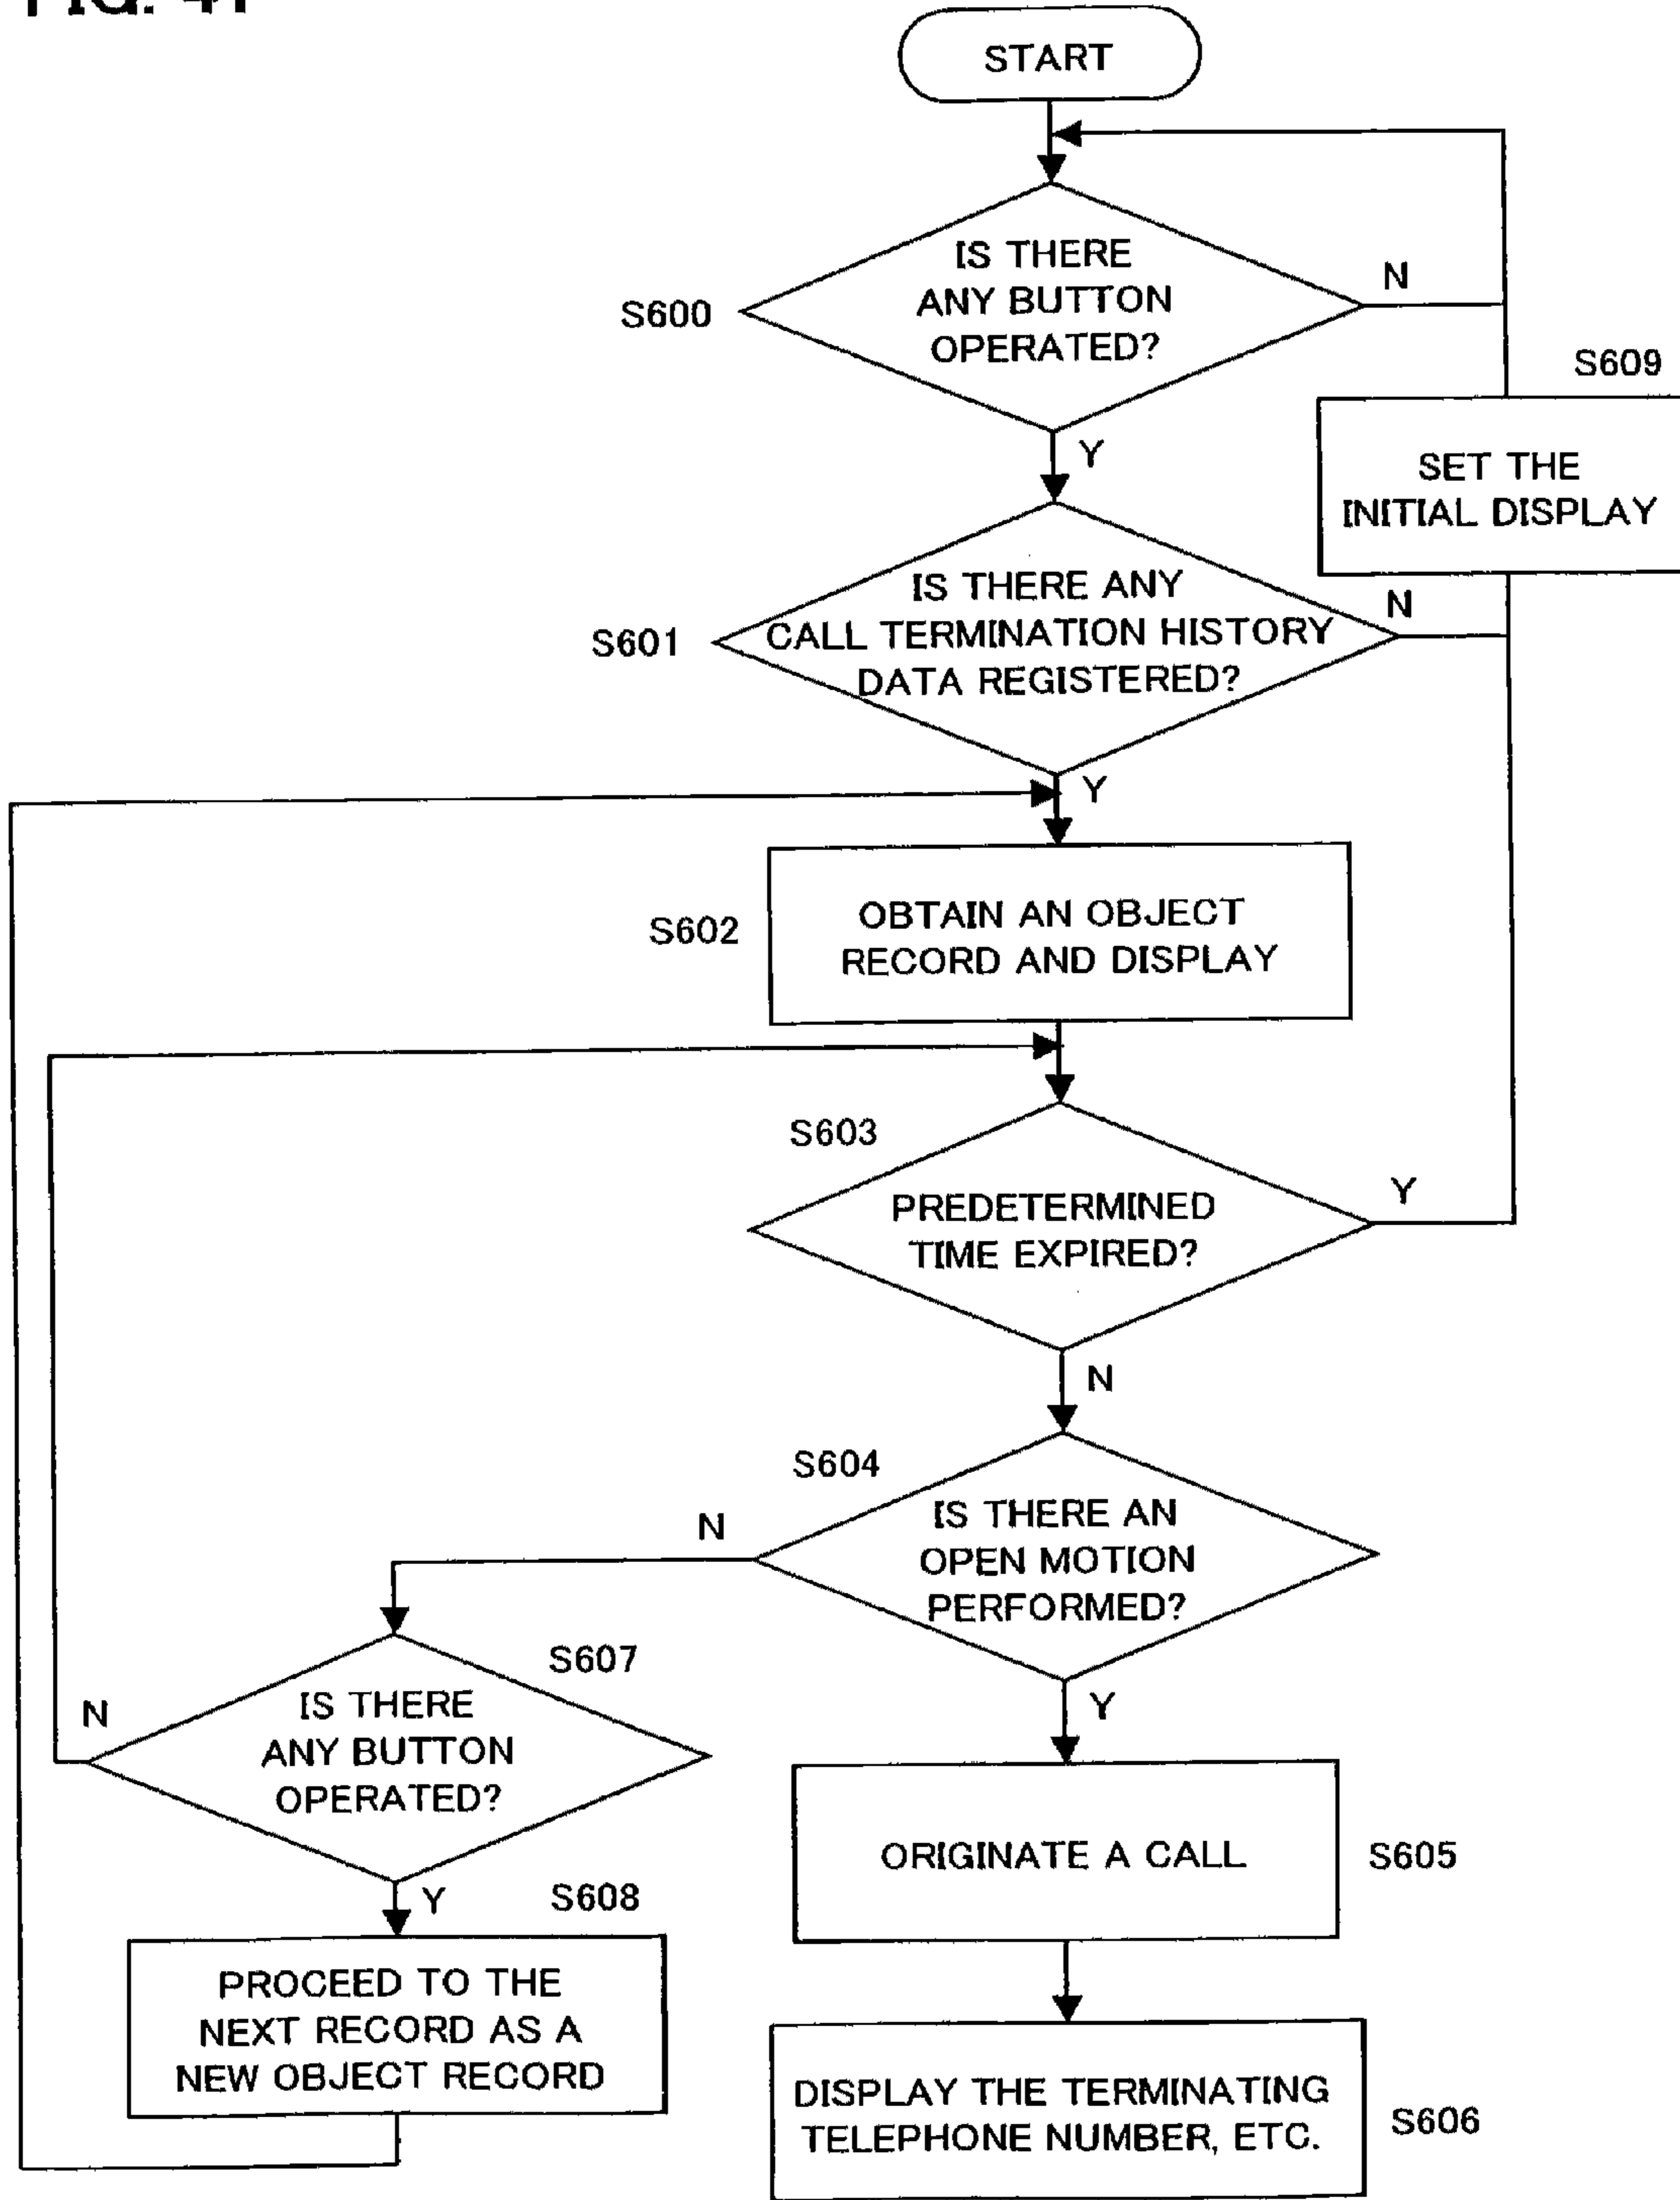 START
IS THERE
ANY BUTTON
OPERATED?
S600
N
Y
S609
SET THE
INITIAL DISPLAY
IS THERE ANY
CALL TERMINATION HISTORY
DATA REGISTERED?
S601
N
Y
S602
OBTAIN AN OBJECT
RECORD AND DISPLAY
S603
PREDETERMINED
TIME EXPIRED?
Y
N
S604
IS THERE AN
OPEN MOTION
PERFORMED?
N
Y
S607
IS THERE
ANY BUTTON
OPERATED?
N
Y
ORIGINATE A CALL
S605
S608
PROCEED TO THE
NEXT RECORD AS A
NEW OBJECT RECORD
DISPLAY THE TERMINATING
TELEPHONE NUMBER, ETC.
S606